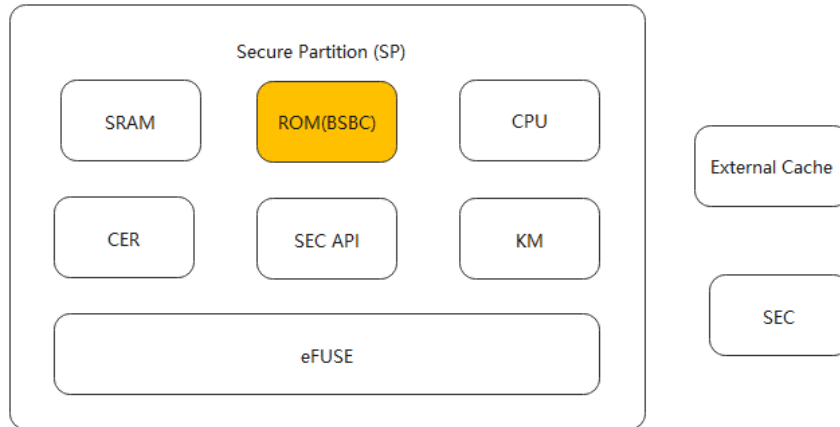 Secure Partition (SP)
SRAM
ROM(BSBC)
CPU
External Cache
CER
SEC API
KM
SEC
eFUSE